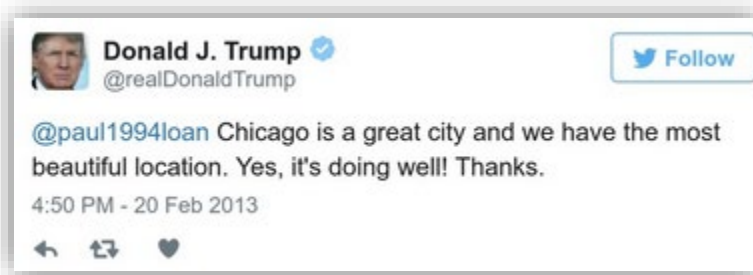 Donald J. Trump
@realDonaldTrump
Follow
@paul1994loan Chicago is a great city and we have the most
beautiful location. Yes, it's doing well! Thanks.
4:50 PM - 20 Feb 2013